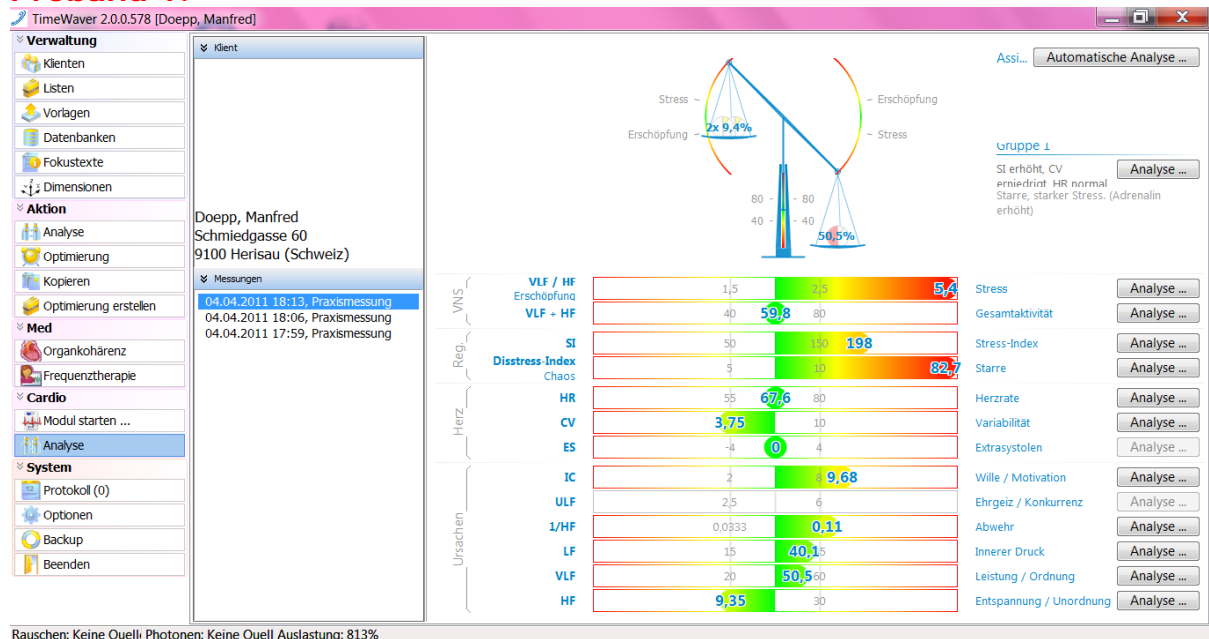 TimeWaver 2.0.0.578 [Doepp, Manfred]
Verwaltung
Klienten
Listen
Vorlagen
Datenbanken
Fokustexte
Dimensionen
Aktion
Analyse
Optimierung
Kopieren
Optimierung erstellen
Med
Organkohärenz
Frequenztherapie
Cardio
Modul starten ...
Analyse
System
Protokoll (0)
Optionen
Backup
Beenden
Klient
Doepp, Manfred
Schmiedgasse 60
9100 Herisau (Schweiz)
Messungen
04.04.2011 18:13, Praxismessung
04.04.2011 18:06, Praxismessung
04.04.2011 17:59, Praxismessung
Stress
Erschöpfung
2x 9,4%
Erschöpfung
Stress
80 - - 80
40 - - 40
50,5%
Assi... Automatische Analyse ...
Gruppe 1
SI erhöht, CV
erniedrigt, HR normal
Analyse ...
Starre, starker Stress. (Adrenalin
erhöht)
VNS
VLF / HF 1,5 2,5 5,4 Stress Analyse ...
Erschöpfung
VLF + HF 40 59,8 80 Gesamtaktivität Analyse ...
Reg.
SI 50 150 198 Stress-Index Analyse ...
Disstress-Index 5 10 82,7 Starre Analyse ...
Chaos
Herz
HR 55 67,6 80 Herzrate Analyse ...
CV 3,75 10 Variabilität Analyse ...
ES -4 0 4 Extrasystolen Analyse ...
Ursachen
IC 2 8 9,68 Wille / Motivation Analyse ...
ULF 2,5 6 Ehrgeiz / Konkurrenz Analyse ...
1/HF 0,0333 0,11 Abwehr Analyse ...
LF 15 40,1 Innerer Druck Analyse ...
VLF 20 50,5 60 Leistung / Ordnung Analyse ...
HF 9,35 30 Entspannung / Unordnung Analyse ...
Rauschen: Keine Quell Photonen: Keine Quell Auslastung: 813%